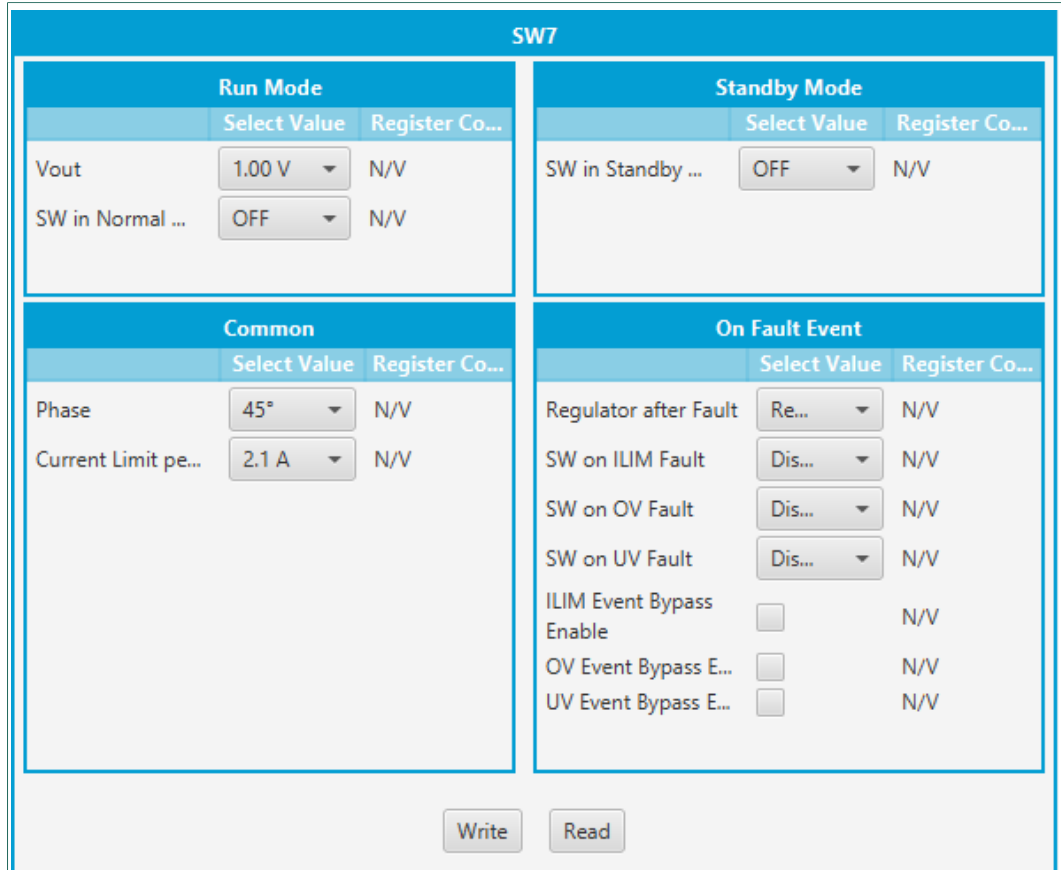 SW7
Run Mode
Select Value Register Co...
Vout 1.00 V N/V
SW in Normal ... OFF N/V
Standby Mode
Select Value Register Co...
SW in Standby ... OFF N/V
Common
Select Value Register Co...
Phase 45° N/V
Current Limit pe... 2.1 A N/V
On Fault Event
Select Value Register Co...
Regulator after Fault Re... N/V
SW on ILIM Fault Dis... N/V
SW on OV Fault Dis... N/V
SW on UV Fault Dis... N/V
ILIM Event Bypass
Enable N/V
OV Event Bypass E... N/V
UV Event Bypass E... N/V
Write Read